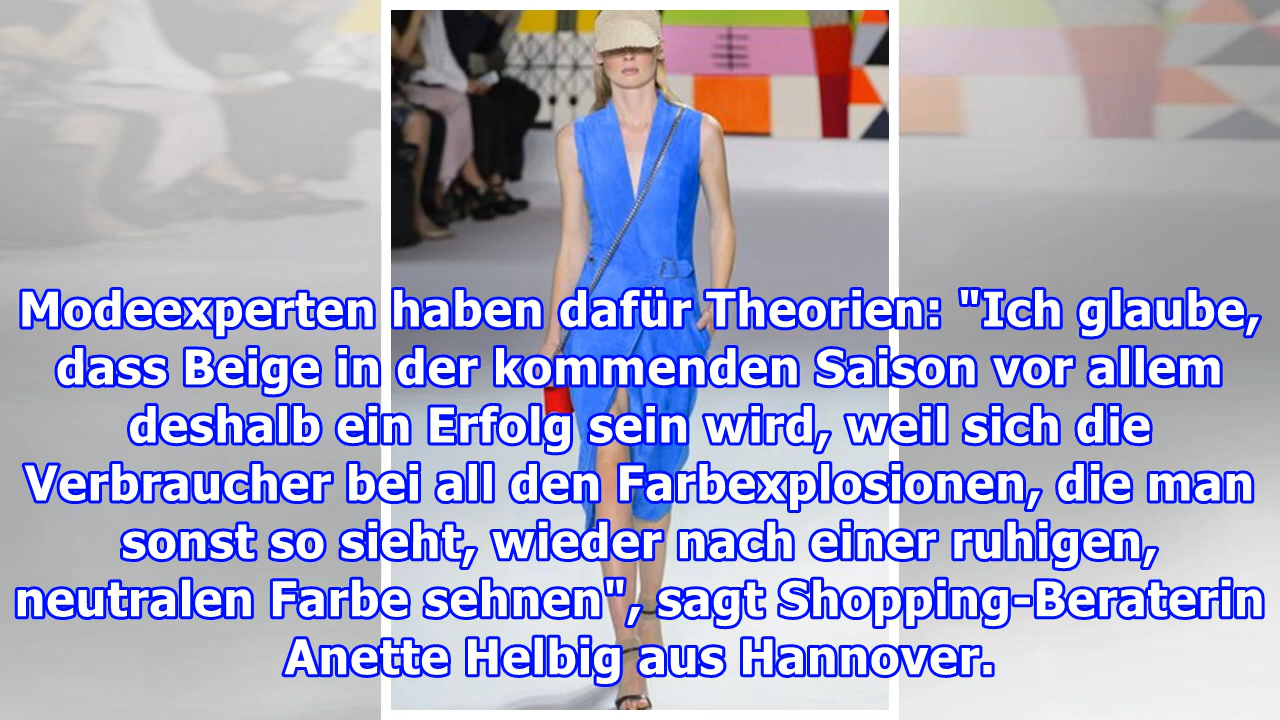 Modeexperten haben dafür Theorien: "Ich glaube,
dass Beige in der kommenden Saison vor allem
deshalb ein Erfolg sein wird, weil sich die
Verbraucher bei all den Farbexplosionen, die man
sonst so sieht, wieder nach einer ruhigen,
neutralen Farbe sehnen", sagt Shopping-Beraterin
Anette Helbig aus Hannover.